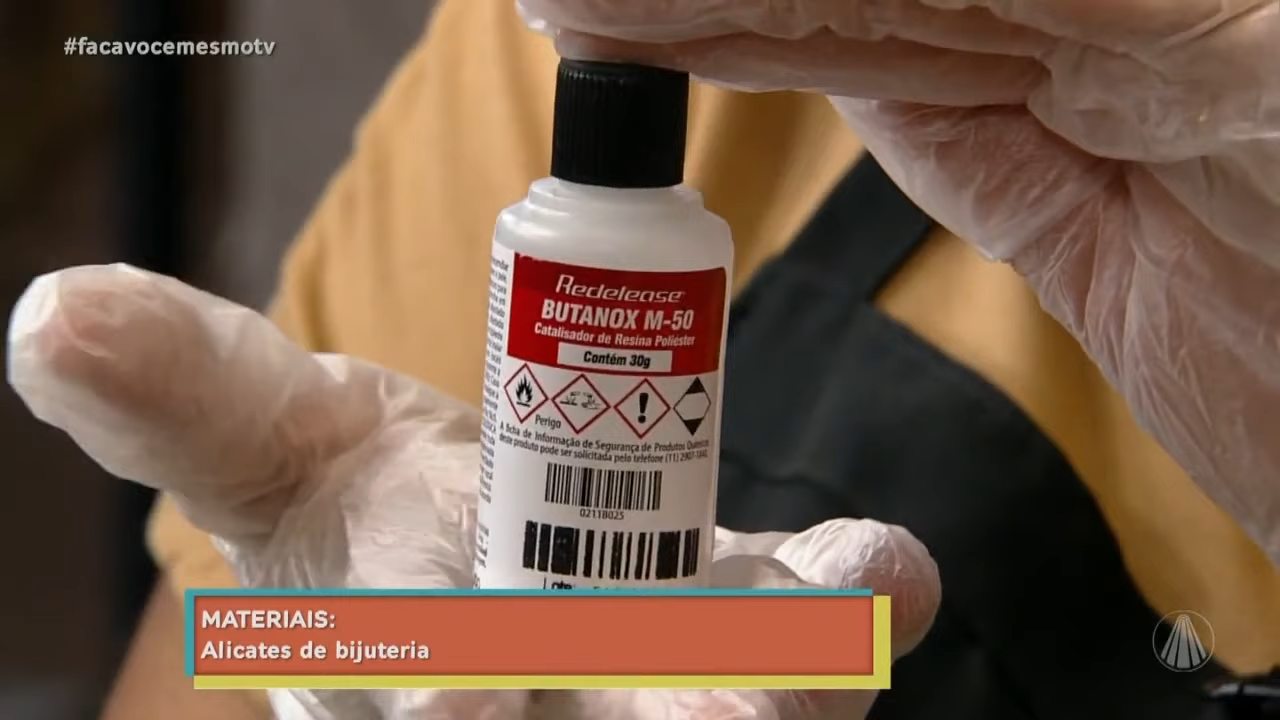 #facavocemesmotv
Redelease
BUTANOX M-50
Catalisador de Resina Poliéster
Contém 30g
Perigo
A ficha de Informação de Segurança de Produtos Químicos
deste produto pode ser solicitada pelo telefone (11)
0211B025
MATERIAIS:
Alicates de bijuteria